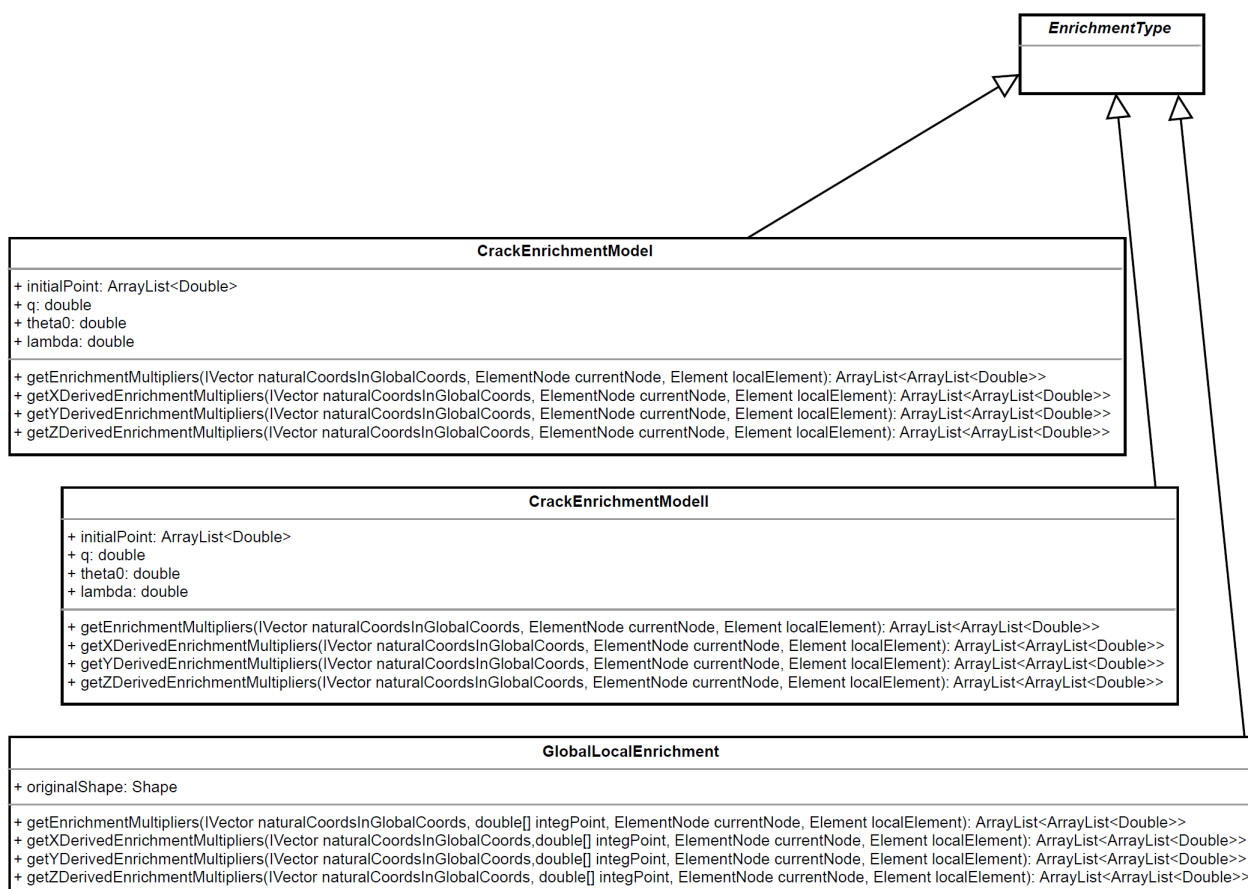 EnrichmentType
CrackEnrichmentModel
+ initialPoint: ArrayList<Double>
+ q: double
+ theta0: double
+ lambda: double
+ getEnrichmentMultipliers(IVector naturalCoordsInGlobalCoords, ElementNode currentNode, Element localElement): ArrayList<ArrayList<Double>>
+ getXDerivedEnrichmentMultipliers(IVector naturalCoordsInGlobalCoords, ElementNode currentNode, Element localElement): ArrayList<ArrayList<Double>>
+ getYDerivedEnrichmentMultipliers(IVector naturalCoordsInGlobalCoords, ElementNode currentNode, Element localElement): ArrayList<ArrayList<Double>>
+ getZDerivedEnrichmentMultipliers(IVector naturalCoordsInGlobalCoords, ElementNode currentNode, Element localElement): ArrayList<ArrayList<Double>>
CrackEnrichmentModelI
+ initialPoint: ArrayList<Double>
+ q: double
+ theta0: double
+ lambda: double
+ getEnrichmentMultipliers(IVector naturalCoordsInGlobalCoords, ElementNode currentNode, Element localElement): ArrayList<ArrayList<Double>>
+ getXDerivedEnrichmentMultipliers(IVector naturalCoordsInGlobalCoords, ElementNode currentNode, Element localElement): ArrayList<ArrayList<Double>>
+ getYDerivedEnrichmentMultipliers(IVector naturalCoordsInGlobalCoords, ElementNode currentNode, Element localElement): ArrayList<ArrayList<Double>>
+ getZDerivedEnrichmentMultipliers(IVector naturalCoordsInGlobalCoords, ElementNode currentNode, Element localElement): ArrayList<ArrayList<Double>>
GlobalLocalEnrichment
+ originalShape: Shape
+ getEnrichmentMultipliers(IVector naturalCoordsInGlobalCoords, double[] integPoint, ElementNode currentNode, Element localElement): ArrayList<ArrayList<Double>>
+ getXDerivedEnrichmentMultipliers(IVector naturalCoordsInGlobalCoords,double[] integPoint, ElementNode currentNode, Element localElement): ArrayList<ArrayList<Double>>
+ getYDerivedEnrichmentMultipliers(IVector naturalCoordsInGlobalCoords,double[] integPoint, ElementNode currentNode, Element localElement): ArrayList<ArrayList<Double>>
+ getZDerivedEnrichmentMultipliers(IVector naturalCoordsInGlobalCoords, double[] integPoint, ElementNode currentNode, Element localElement): ArrayList<ArrayList<Double>>